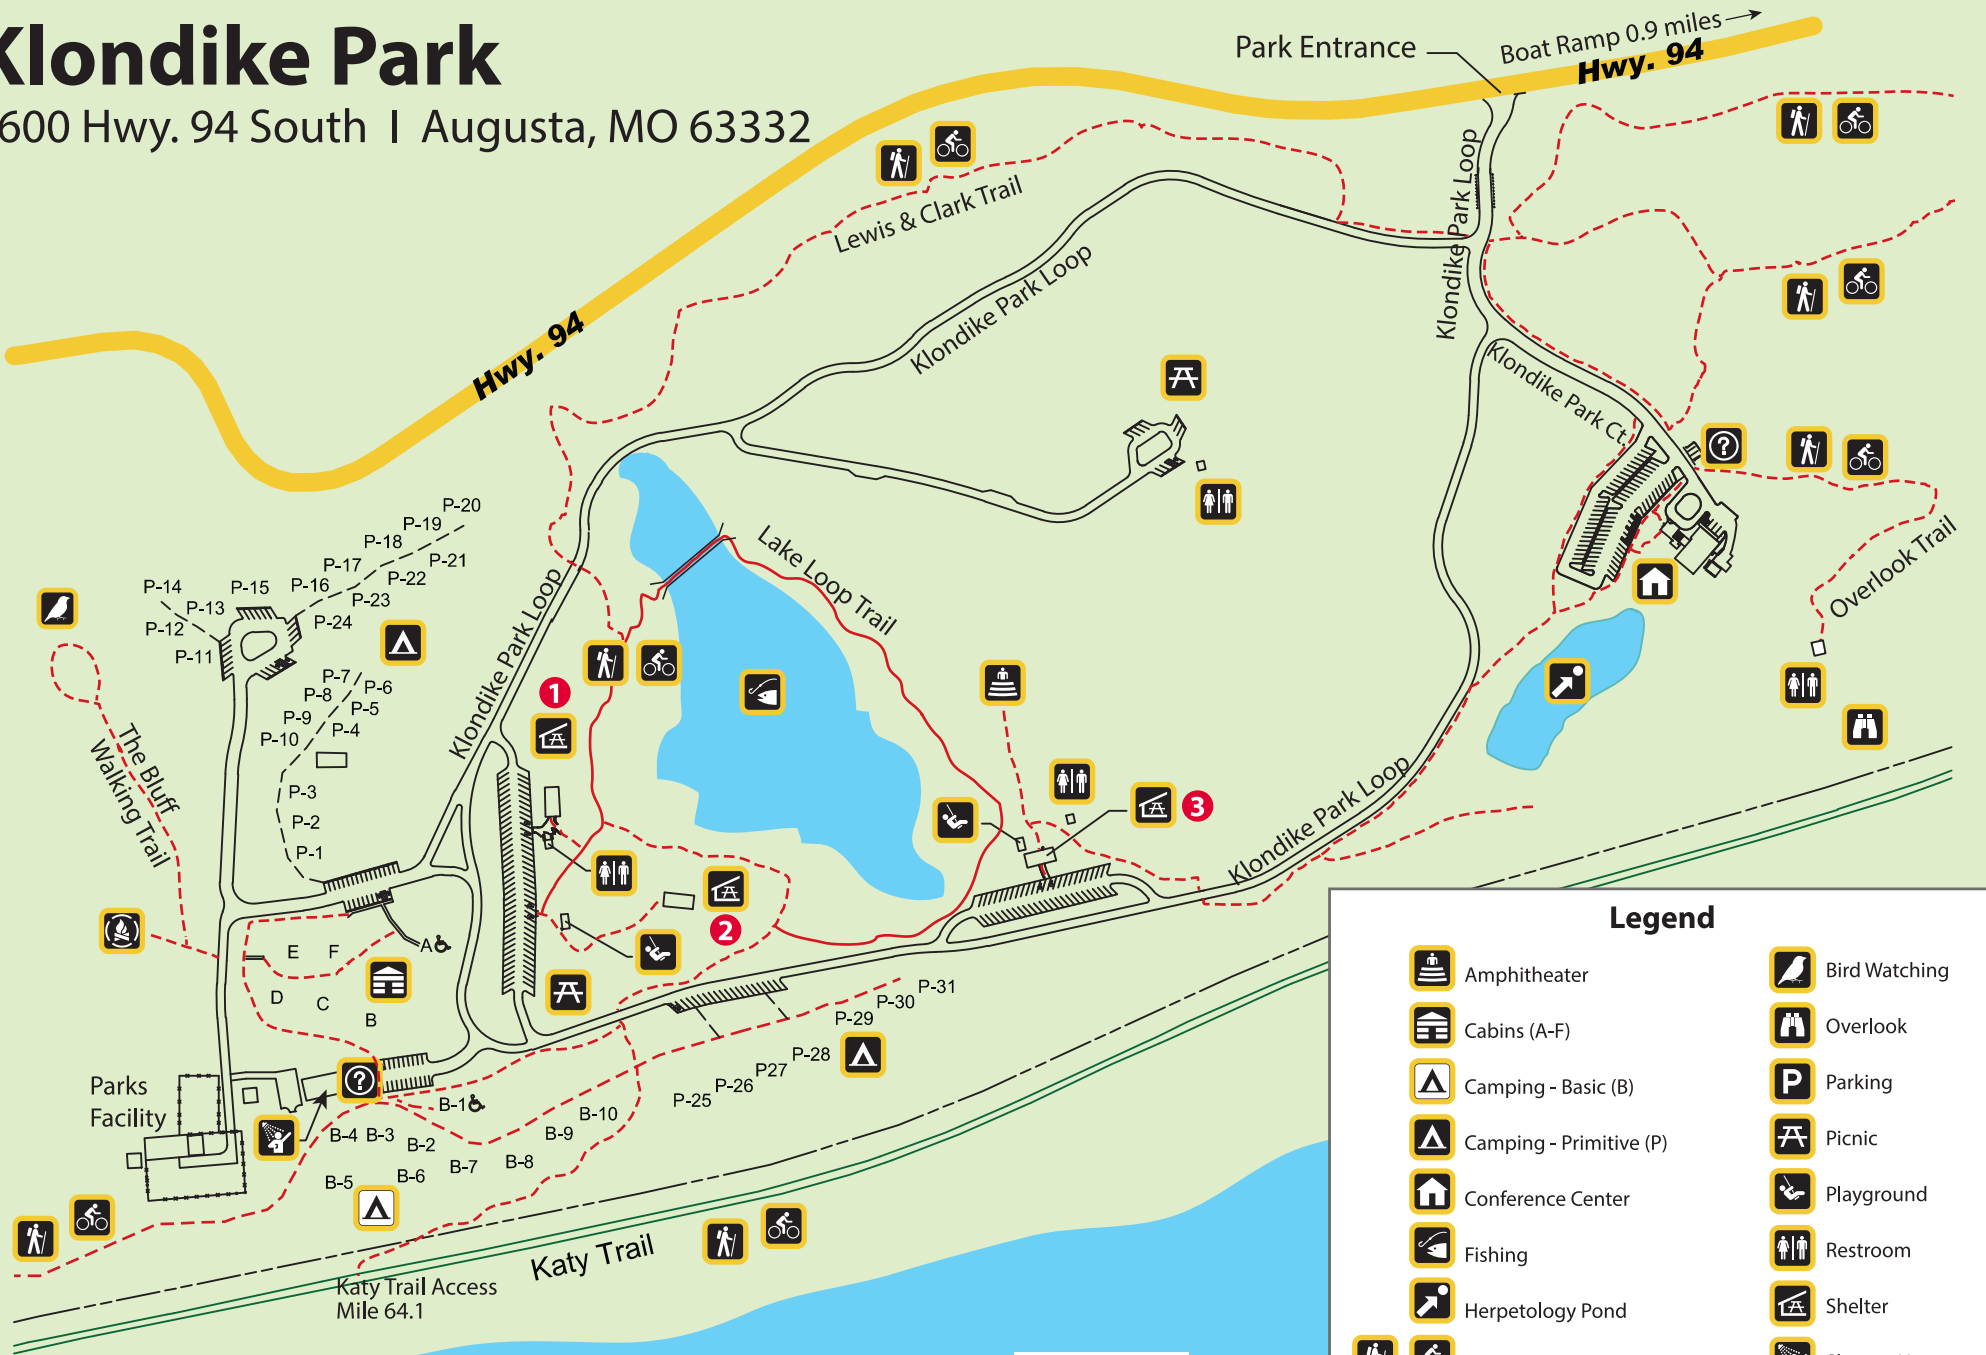 Klondike Park
600 Hwy. 94 South I Augusta, MO 63332
Park Entrance
Boat Ramp 0.9 miles
Hwy. 94
Hwy. 94
Lewis & Clark Trail
Klondike Park Loop
Klondike Park Loop
Klondike Park Loop
Klondike Park Ct.
Klondike Park Loop
Klondike Park Loop
Lake Loop Trail
Overlook Trail
The Bluff
Walking Trail
P-20
P-19
P-18
P-21
P-17
P-22
P-16
P-23
P-15
P-24
P-14
P-13
P-12
P-11
P-7
P-6
P-8
P-5
P-9
P-4
P-10
P-3
P-2
P-1
1
2
3
E
F
A
D
C
B
Parks
Facility
B-1
B-4
B-3
B-2
B-10
B-9
B-8
B-7
B-6
B-5
P-25
P-26
P27
P-28
P-29
P-30
P-31
Katy Trail
Katy Trail Access
Mile 64.1
Legend
Amphitheater
Cabins (A-F)
Camping - Basic (B)
Camping - Primitive (P)
Conference Center
Fishing
Herpetology Pond
Bird Watching
Overlook
P
Parking
Picnic
Playground
Restroom
Shelter